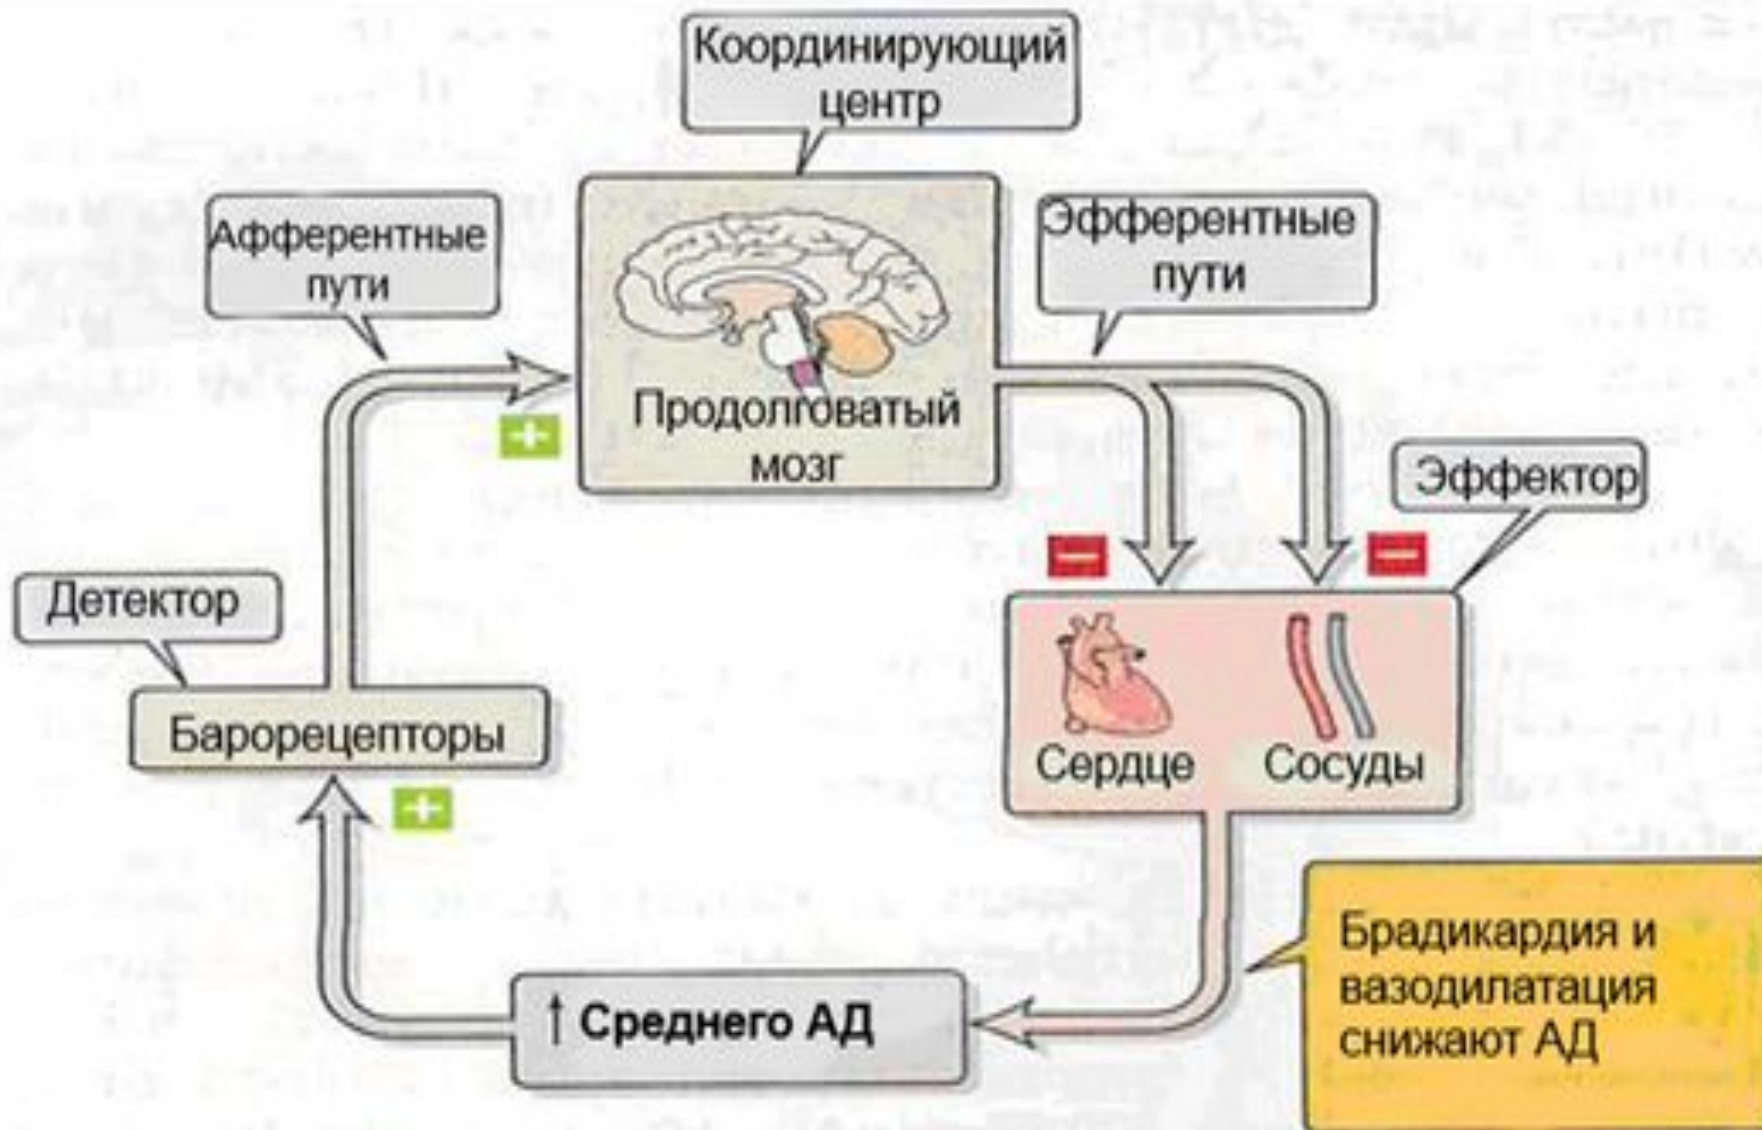 Координирующий
центр
Афферентные
пути
Эфферентные
пути
+
Продолговатый
мозг
Эффектор
−
−
Детектор
Барорецепторы
Сердце
Сосуды
+
Брадикардия и
вазодилатация
снижают АД
↑ Среднего АД